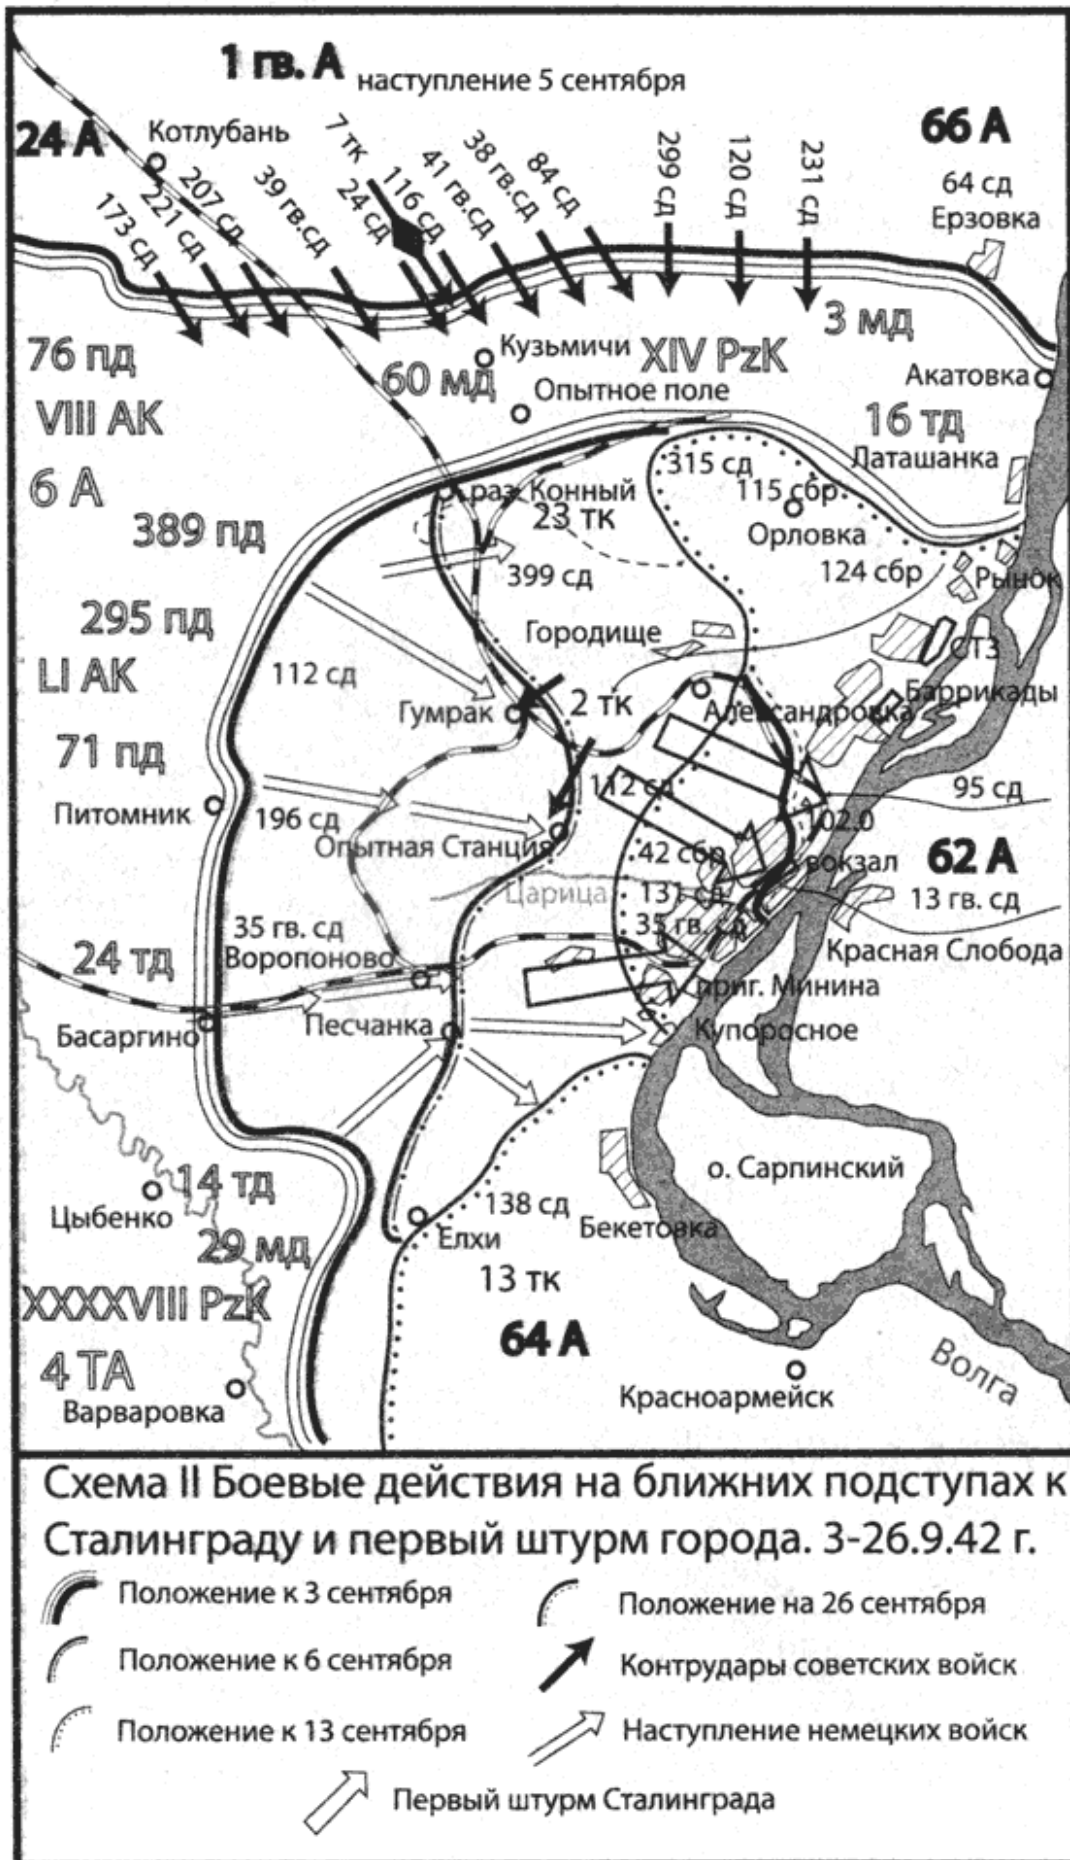 1 гв. А наступление 5 сентября
24 А
Котлубань
66 А
64 сд
Ерзовка
173 сд
221 сд
207 сд
39 гв.сд
7 тк
24 сд
116 сд
41 гв.сд
38 гв.сд
84 сд
299 сд
120 сд
231 сд
3 мд
76 пд
VIII АК
60 мд
Кузьмичи
XIV PzK
Опытное поле
Акатовка
16 тд
Латашанка
6 А
389 пд
315 сд
115 сбр
раз. Конный
23 тк
Орловка
399 сд
124 сбр
Рынок
295 пд
LI АК
112 сд
Городище
СТЗ
Баррикады
Гумрак
2 тк
Александровка
71 пд
Питомник
196 сд
112 сд
95 сд
Опытная Станция
102.0
42 сбр
вокзал
62 А
Царица
131 сд
13 гв. сд
35 гв. сд
35 гв. сд
Воропоново
Красная Слобода
24 тд
приг. Минина
Басаргино
Песчанка
Купоросное
14 тд
Цыбенко
о. Сарпинский
138 сд
Бекетовка
Елхи
29 мд
13 тк
XXXXVIII PzK
64 А
4 ТА
Варваровка
Волга
Красноармейск
Схема II Боевые действия на ближних подступах к
Сталинграду и первый штурм города. 3-26.9.42 г.
Положение к 3 сентября
Положение на 26 сентября
Положение к 6 сентября
Контрудары советских войск
Положение к 13 сентября
Наступление немецких войск
Первый штурм Сталинграда